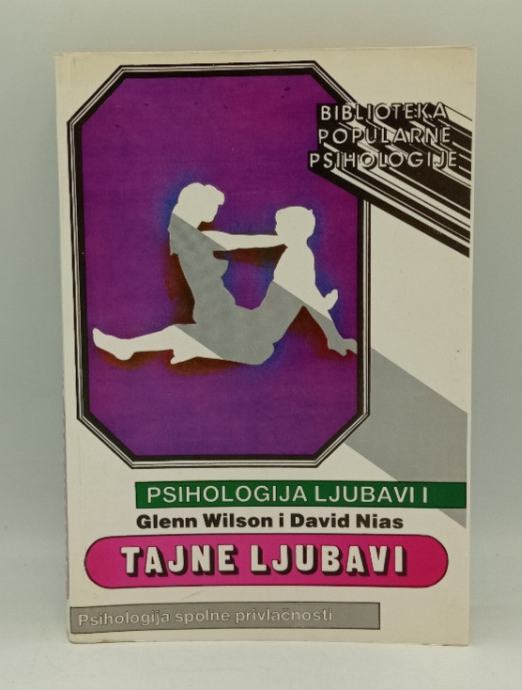 BIBLIOTEKA
POPULARNE
PSIHOLOGIJE
PSIHOLOGIJA LJUBAVI I
Glenn Wilson i David Nias
TAJNE LJUBAVI
Psihologija spolne privlačnosti